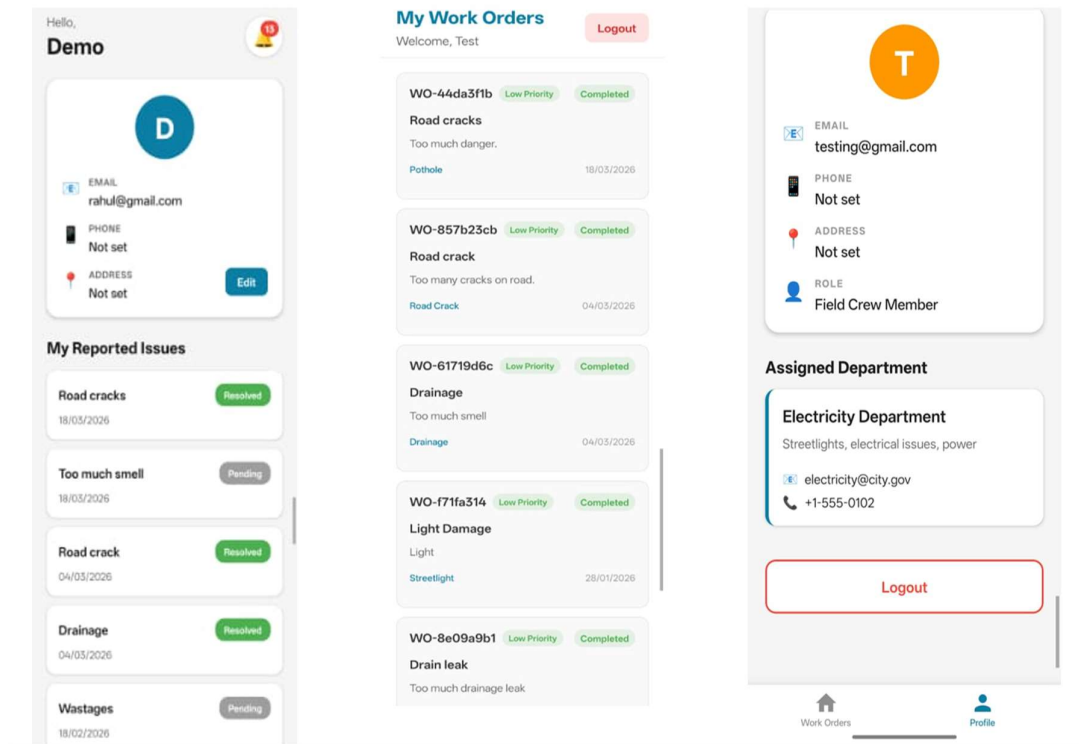 Hello,
Demo
13
D
EMAIL
rahul@gmail.com
PHONE
Not set
ADDRESS
Not set
Edit
My Reported Issues
Road cracks
Resolved
18/03/2026
Too much smell
Pending
18/03/2026
Road crack
Resolved
04/03/2026
Drainage
Resolved
04/03/2026
Wastages
Pending
18/02/2026
My Work Orders
Welcome, Test
Logout
WO-44da3f1b Low Priority Completed
Road cracks
Too much danger.
Pothole 18/03/2026
WO-857b23cb Low Priority Completed
Road crack
Too many cracks on road.
Road Crack 04/03/2026
WO-61719d6c Low Priority Completed
Drainage
Too much smell
Drainage 04/03/2026
WO-f71fa314 Low Priority Completed
Light Damage
Light
Streetlight 28/01/2026
WO-8e09a9b1 Low Priority Completed
Drain leak
Too much drainage leak
T
EMAIL
testing@gmail.com
PHONE
Not set
ADDRESS
Not set
ROLE
Field Crew Member
Assigned Department
Electricity Department
Streetlights, electrical issues, power
electricity@city.gov
+1-555-0102
Logout
Work Orders Profile